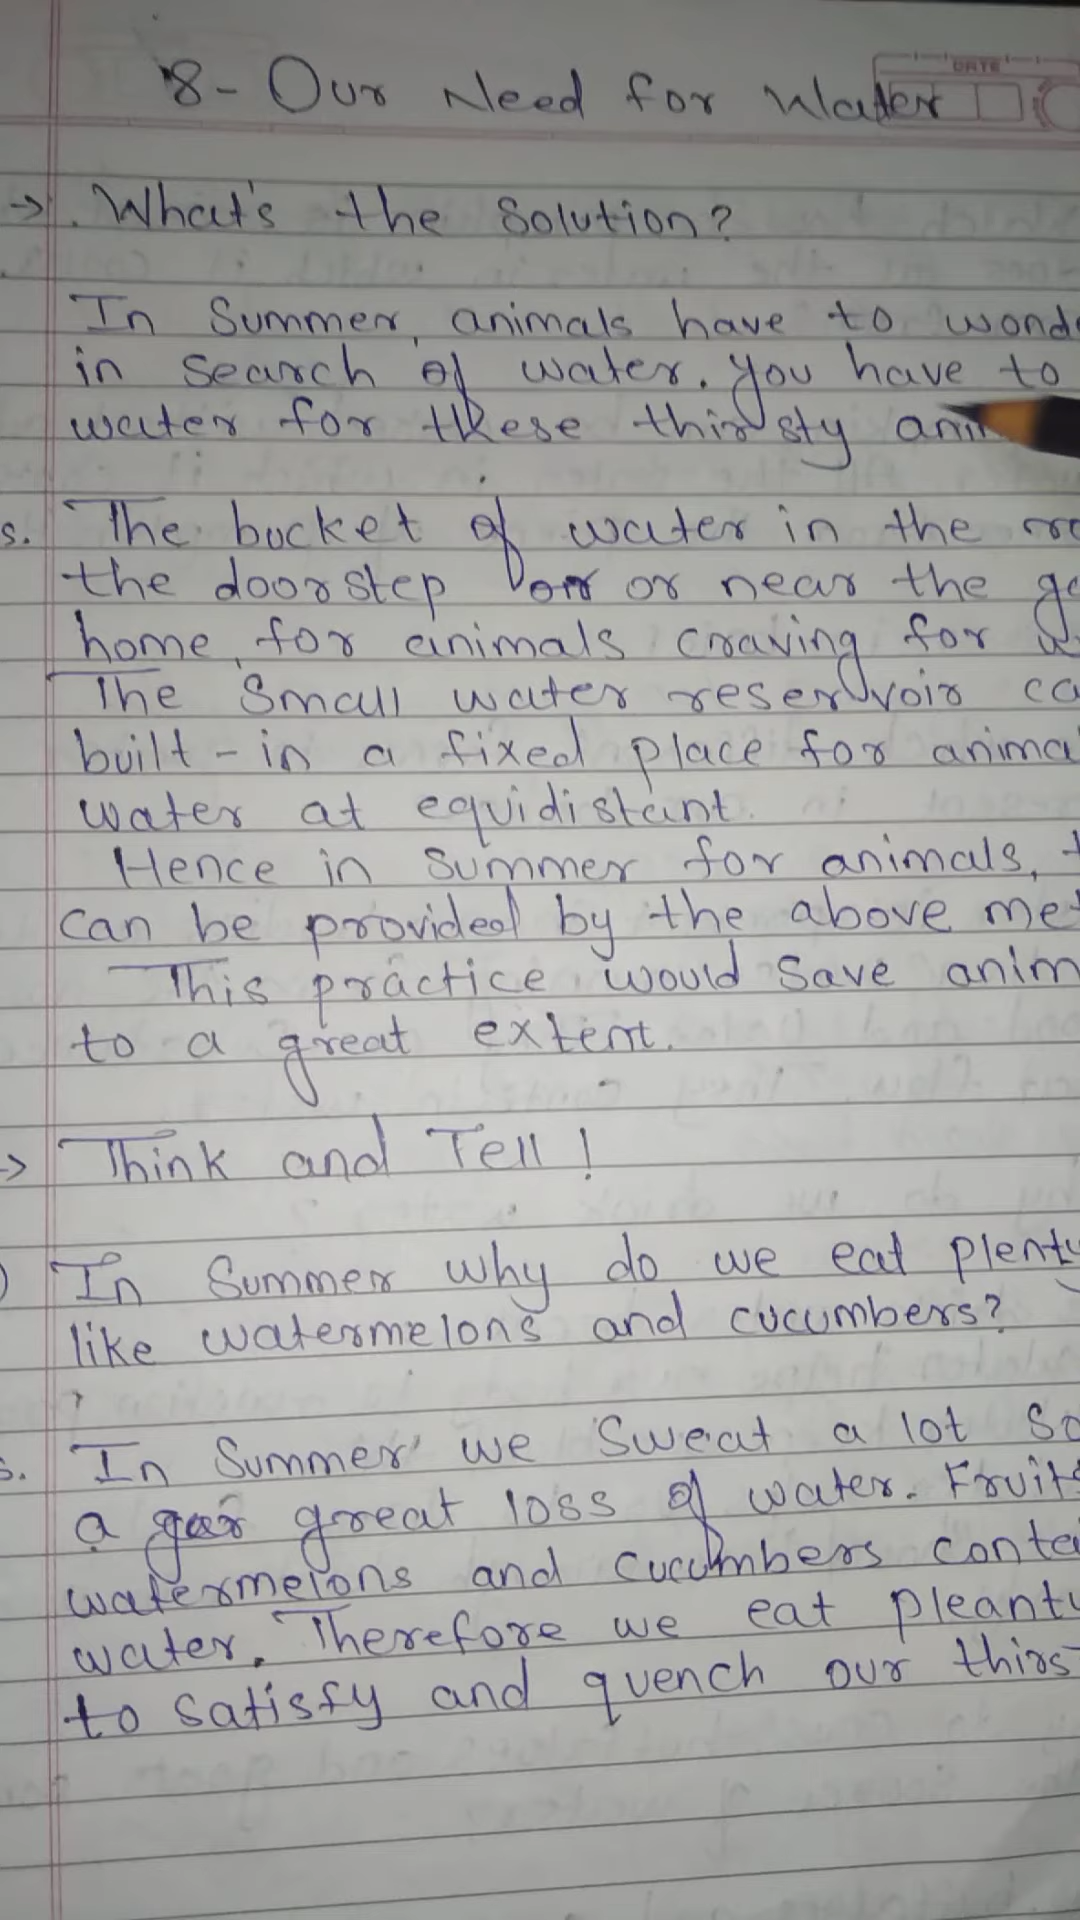 8- Our Need for Water
DATE
→ What's the Solution?
In Summer, animals have to
in search of water. You have to
water for these thirsty
s. The bucket of water in the
the doorstep or near the
home, for animals craving for
The Small water reservoir
built-in a fixed place for
water at equidistant.
Hence in Summer for animals,
can be provided by the above
This practice would Save
to a great extent.
→ Think and Tell!
) In Summer why do we eat plenty
like watermelons and cucumbers?
s. In Summer we Sweat a lot So
a great loss of water. Fruits
watermelons and cucumbers
water. Therefore we eat
to satisfy and quench our